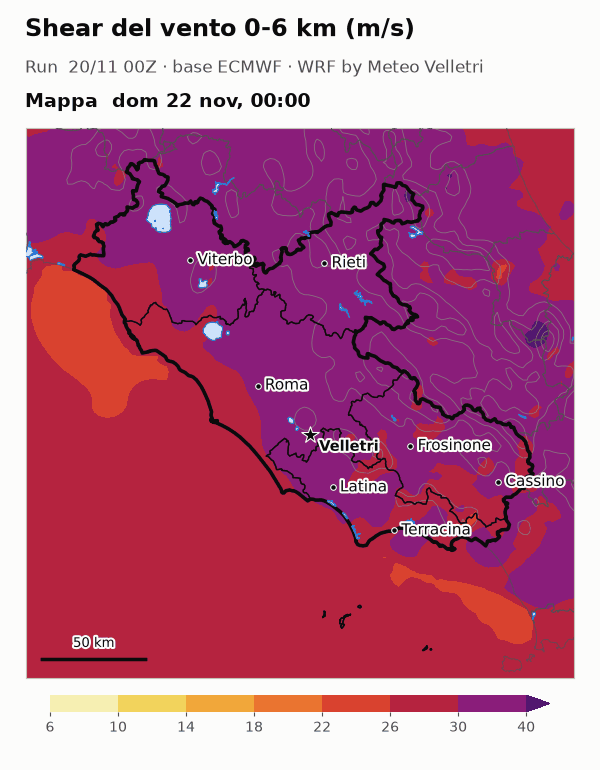 Shear del vento 0-6 km (m/s)
Run 20/11 00Z · base ECMWF · WRF by Meteo Velletri
Mappa dom 22 nov, 00:00
Viterbo
Rieti
Roma
Velletri
Frosinone
Cassino
Latina
Terracina
50 km
6 10 14 18 22 26 30 40